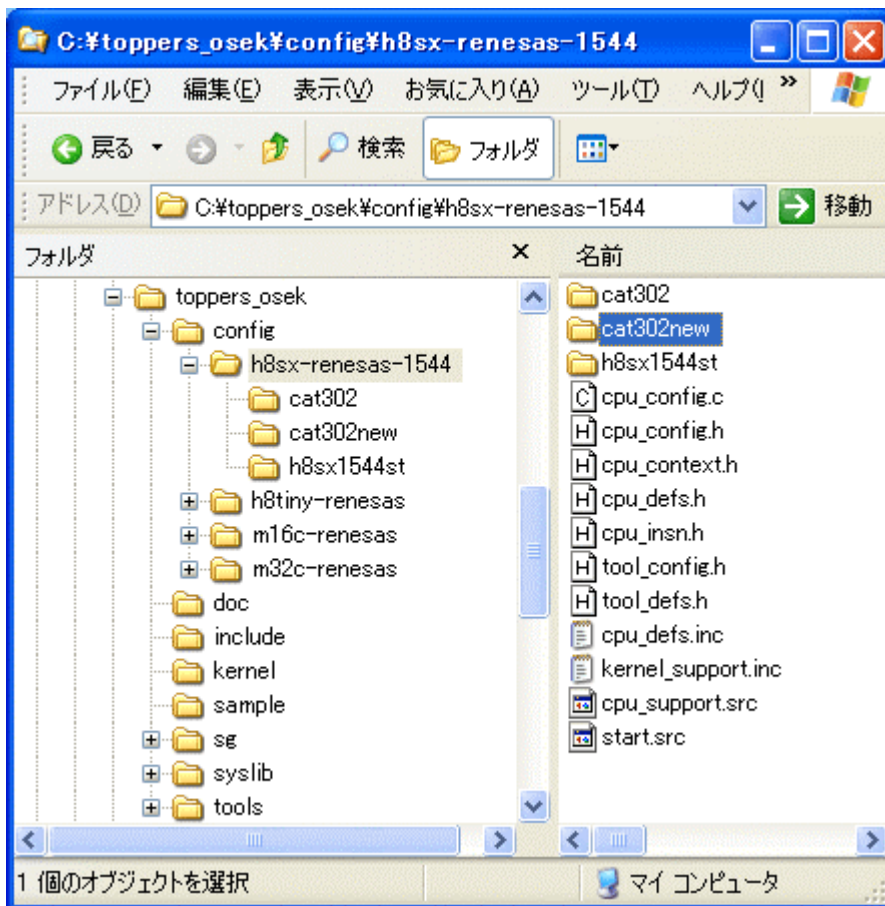 C:¥toppers_osek¥config¥h8sx-renesas-1544
ファイル(F) 編集(E) 表示(V) お気に入り(A) ツール(T) ヘルプ( »
戻る 検索 フォルダ
アドレス(D) C:¥toppers_osek¥config¥h8sx-renesas-1544 移動
フォルダ × 名前
toppers_osek
config
h8sx-renesas-1544
cat302
cat302new
h8sx1544st
h8tiny-renesas
m16c-renesas
m32c-renesas
doc
include
kernel
sample
sg
syslib
tools
cat302
cat302new
h8sx1544st
cpu_config.c
cpu_config.h
cpu_context.h
cpu_defs.h
cpu_insn.h
tool_config.h
tool_defs.h
cpu_defs.inc
kernel_support.inc
cpu_support.src
start.src
1 個のオブジェクトを選択 マイ コンピュータ